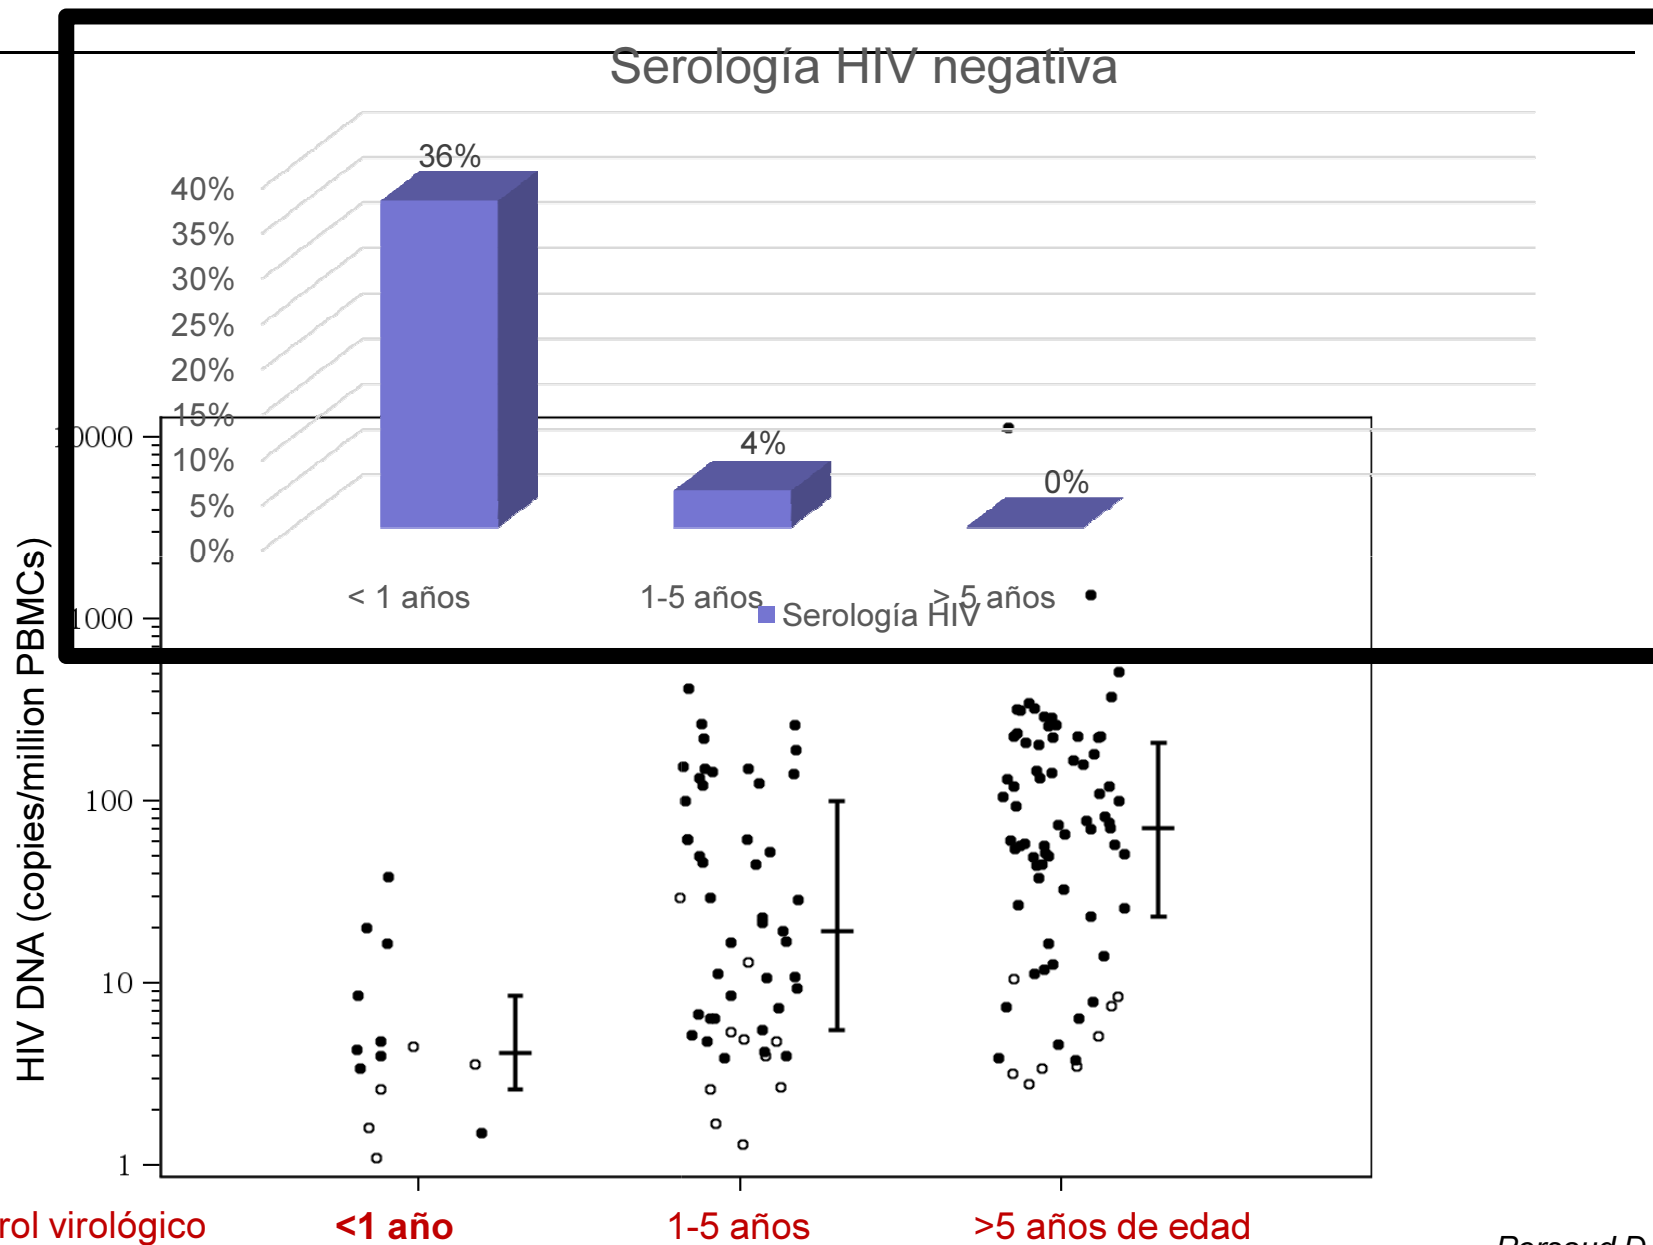 Serología HIV negativa
36%
40%
35%
30%
25%
20%
15%
10%
5%
0%
4%
0%
< 1 años
1-5 años
> 5 años
Serología HIV
HIV DNA (copies/million PBMCs)
10000
1000
100
10
1
virológico
<1 año
1-5 años
>5 años de edad